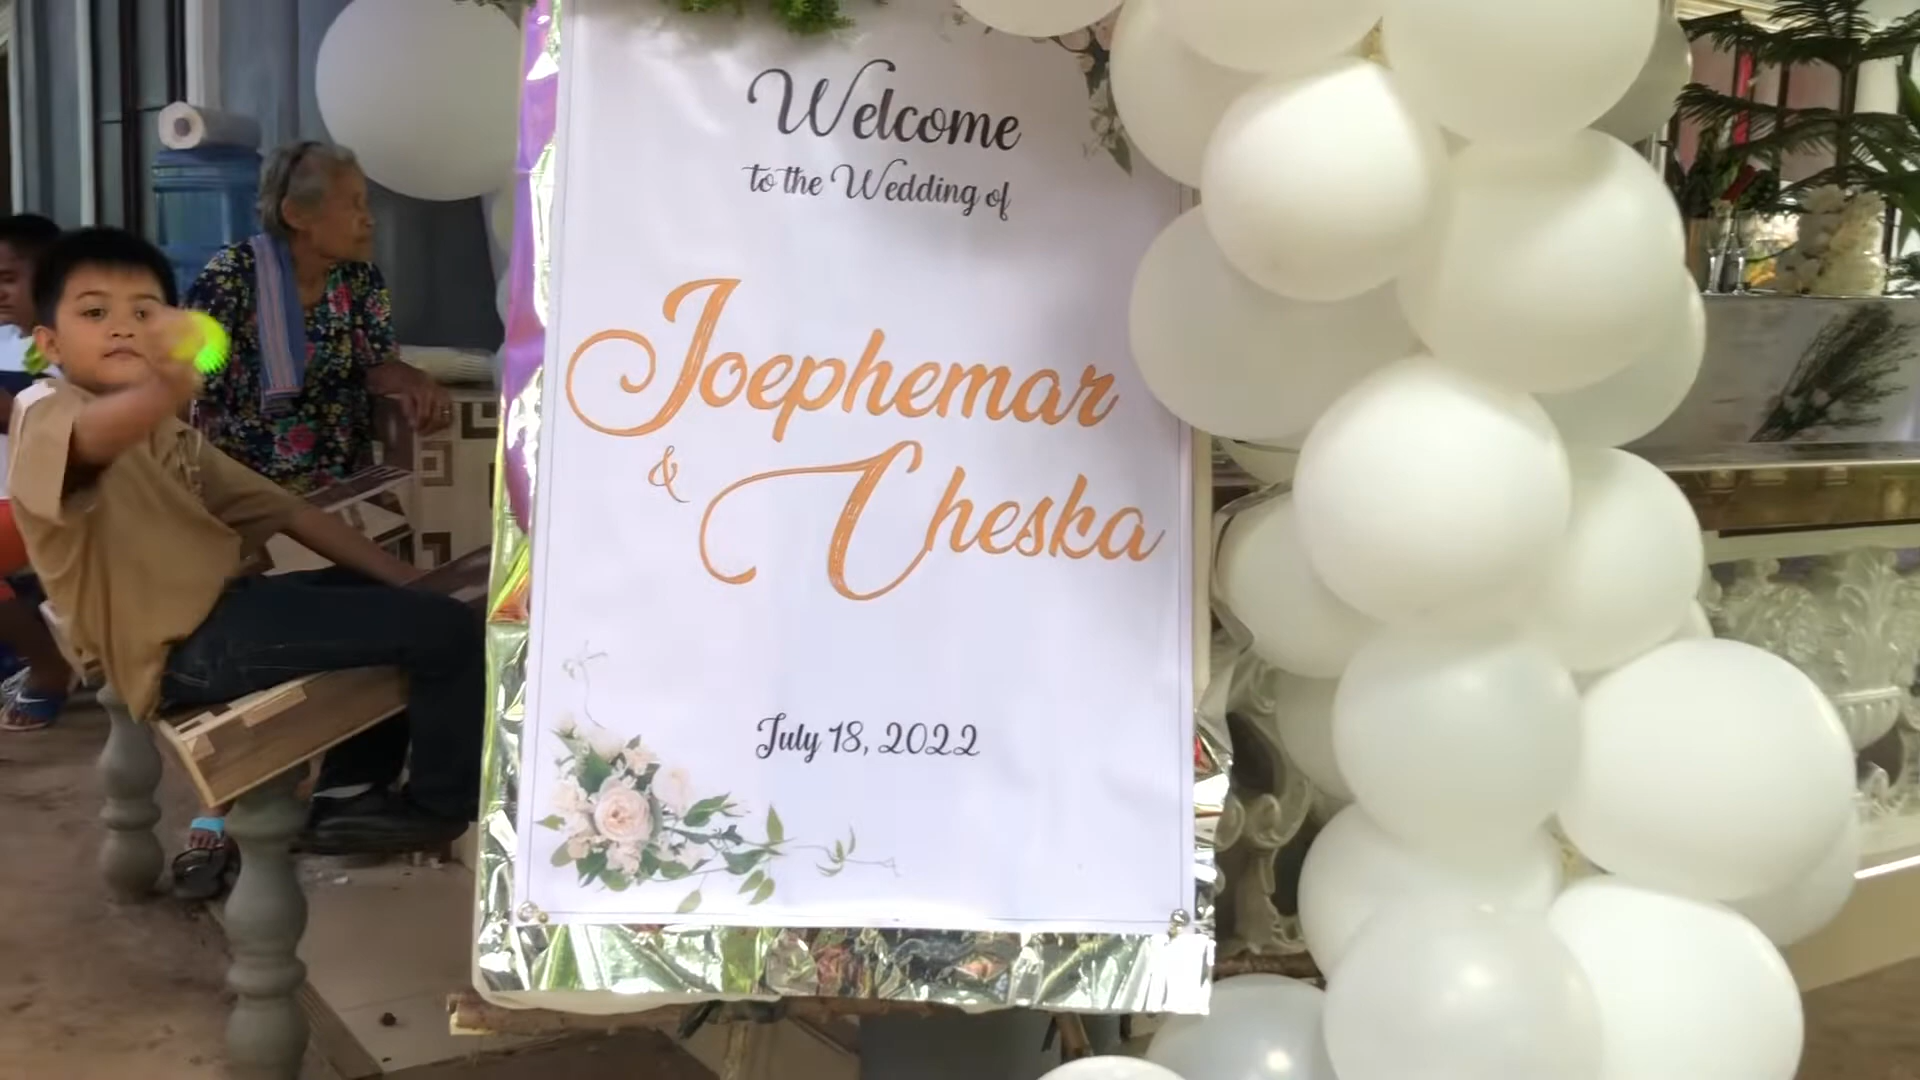 Welcome
to the Wedding of
Joephemar
& Cheska
July 18, 2022